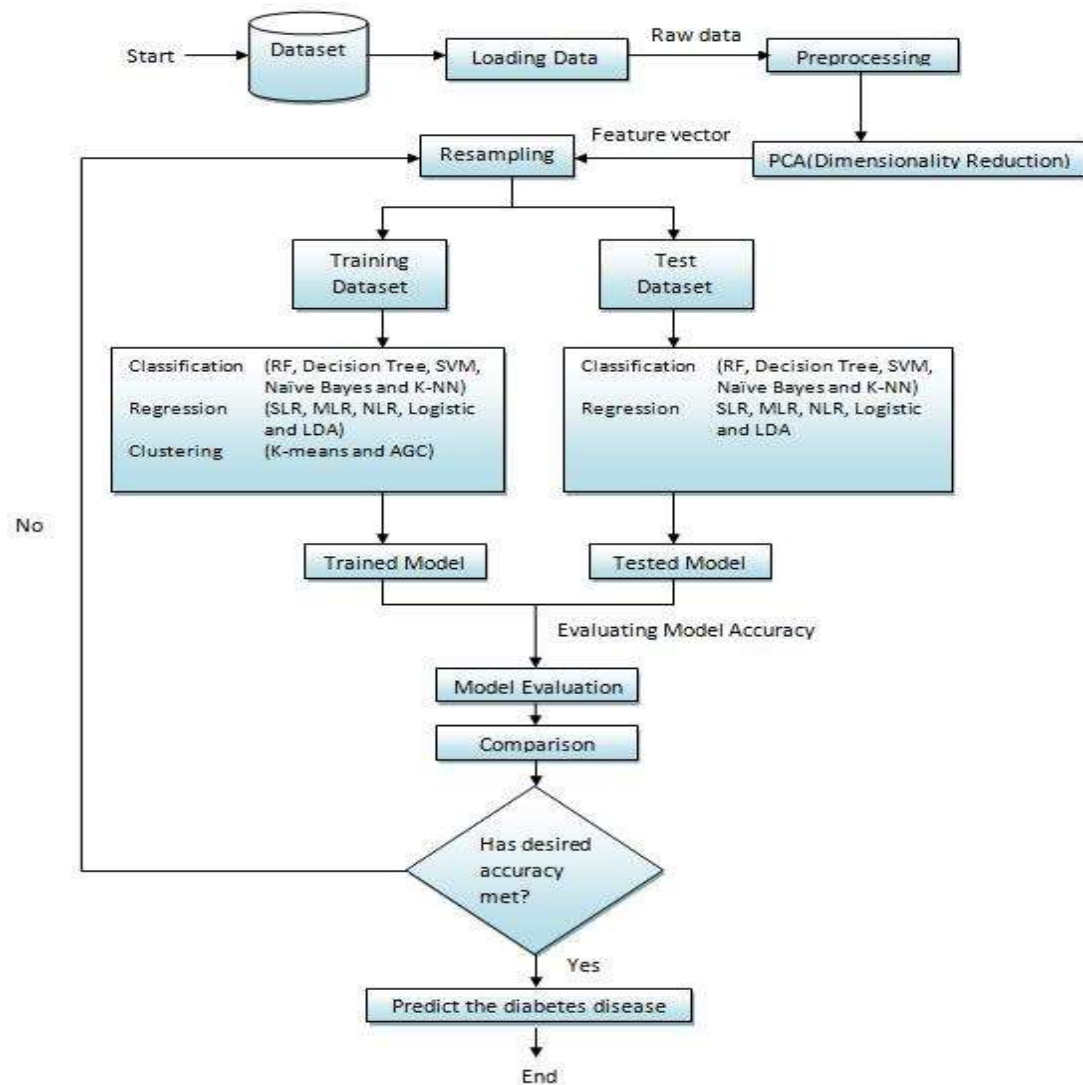 Start
Dataset
Loading Data
Raw data
Preprocessing
Resampling
Feature vector
PCA(Dimensionality Reduction)
Training
Dataset
Test
Dataset
Classification (RF, Decision Tree, SVM,
Naïve Bayes and K-NN)
Regression (SLR, MLR, NLR, Logistic
and LDA)
Clustering (K-means and AGC)
Classification (RF, Decision Tree, SVM,
Naïve Bayes and K-NN)
Regression SLR, MLR, NLR, Logistic
and LDA
No
Trained Model
Tested Model
Evaluating Model Accuracy
Model Evaluation
Comparison
Has desired
accuracy
met?
Yes
Predict the diabetes disease
End